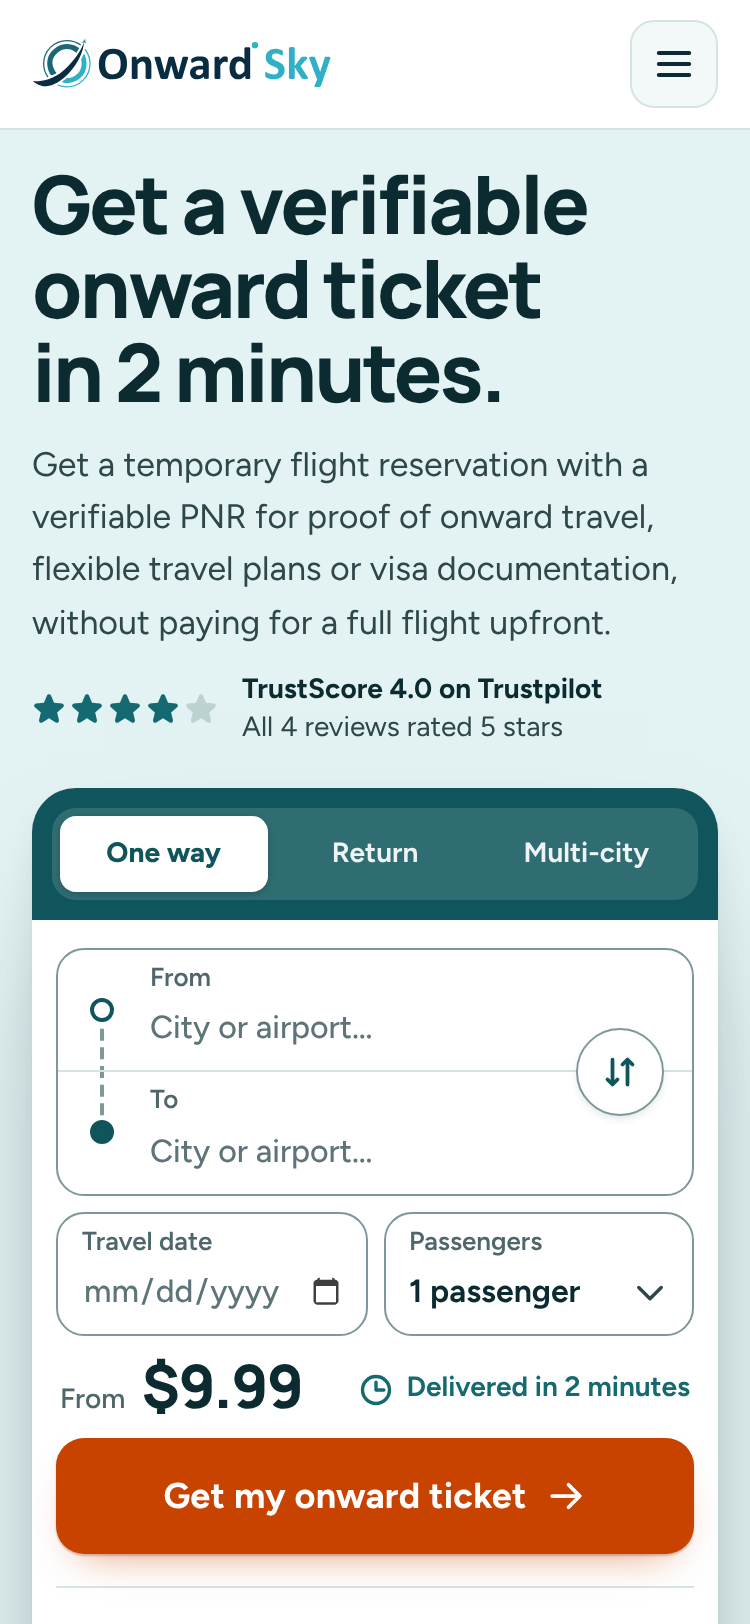 Onward Sky
Get a verifiable
onward ticket
in 2 minutes.
Get a temporary flight reservation with a
verifiable PNR for proof of onward travel,
flexible travel plans or visa documentation,
without paying for a full flight upfront.
TrustScore 4.0 on Trustpilot
All 4 reviews rated 5 stars
One way Return Multi-city
From
City or airport...
To
City or airport...
Travel date Passengers
mm/dd/yyyy 1 passenger
From $9.99 Delivered in 2 minutes
Get my onward ticket →